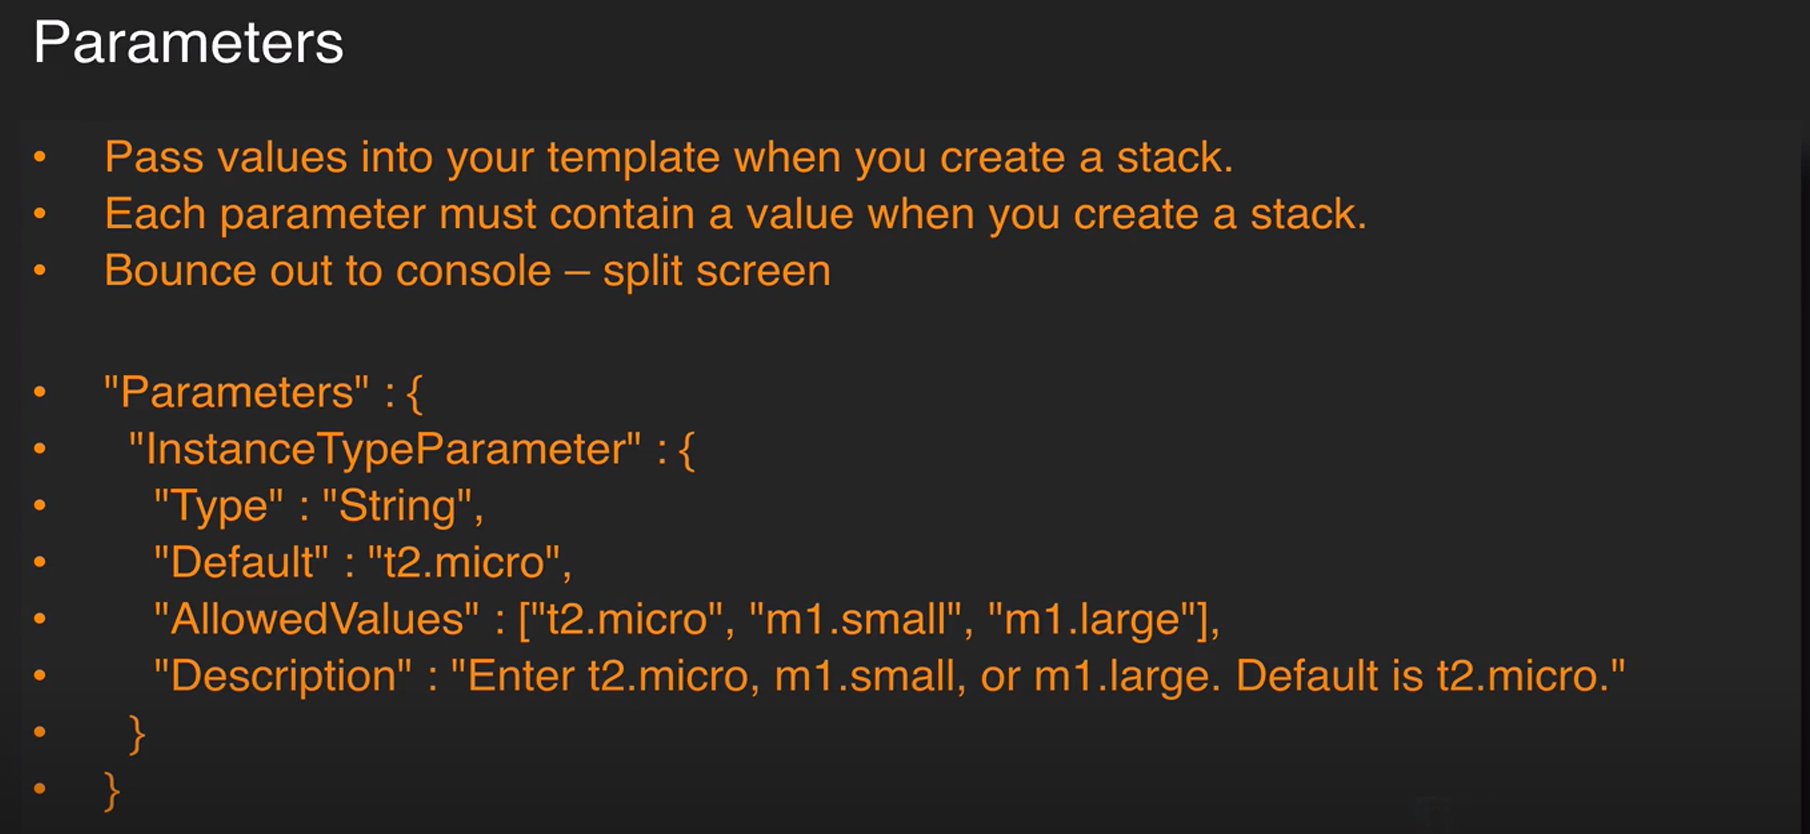 Parameters
• Pass values into your template when you create a stack.
• Each parameter must contain a value when you create a stack.
• Bounce out to console – split screen
• "Parameters" : {
• "InstanceTypeParameter" : {
• "Type" : "String",
• "Default" : "t2.micro",
• "AllowedValues" : ["t2.micro", "m1.small", "m1.large"],
• "Description" : "Enter t2.micro, m1.small, or m1.large. Default is t2.micro."
• }
• }